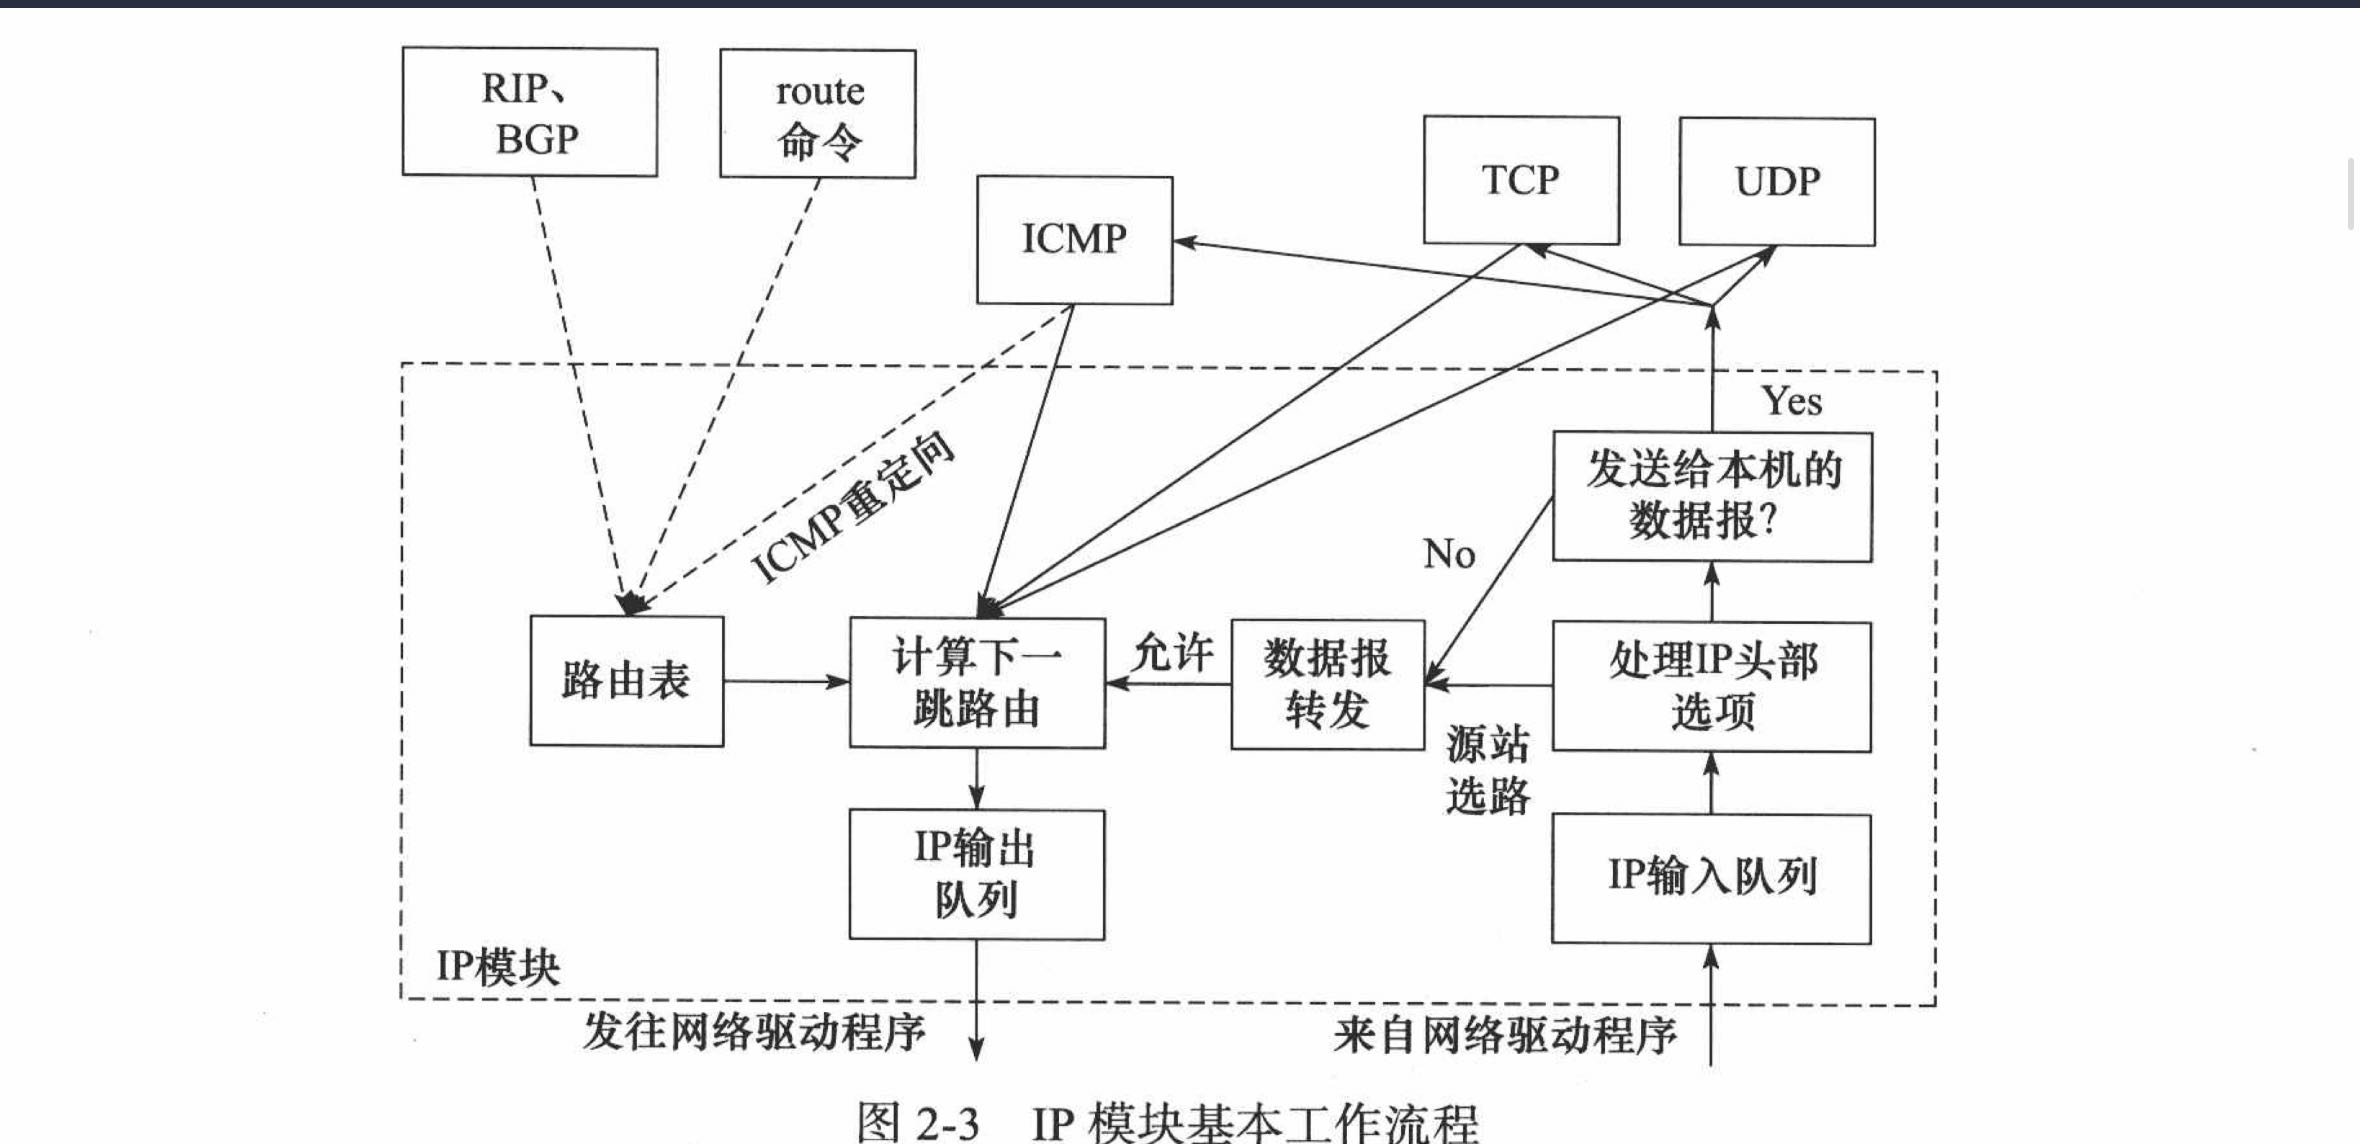 RIP、
BGP
route
命令
ICMP
TCP
UDP
Yes
发送给本机的
数据报？
No
ICMP重定向
路由表
计算下一
跳路由
允许
数据报
转发
处理IP头部
选项
源站
选路
IP输出
队列
IP输入队列
IP模块
发往网络驱动程序
来自网络驱动程序
图 2-3 IP 模块基本工作流程